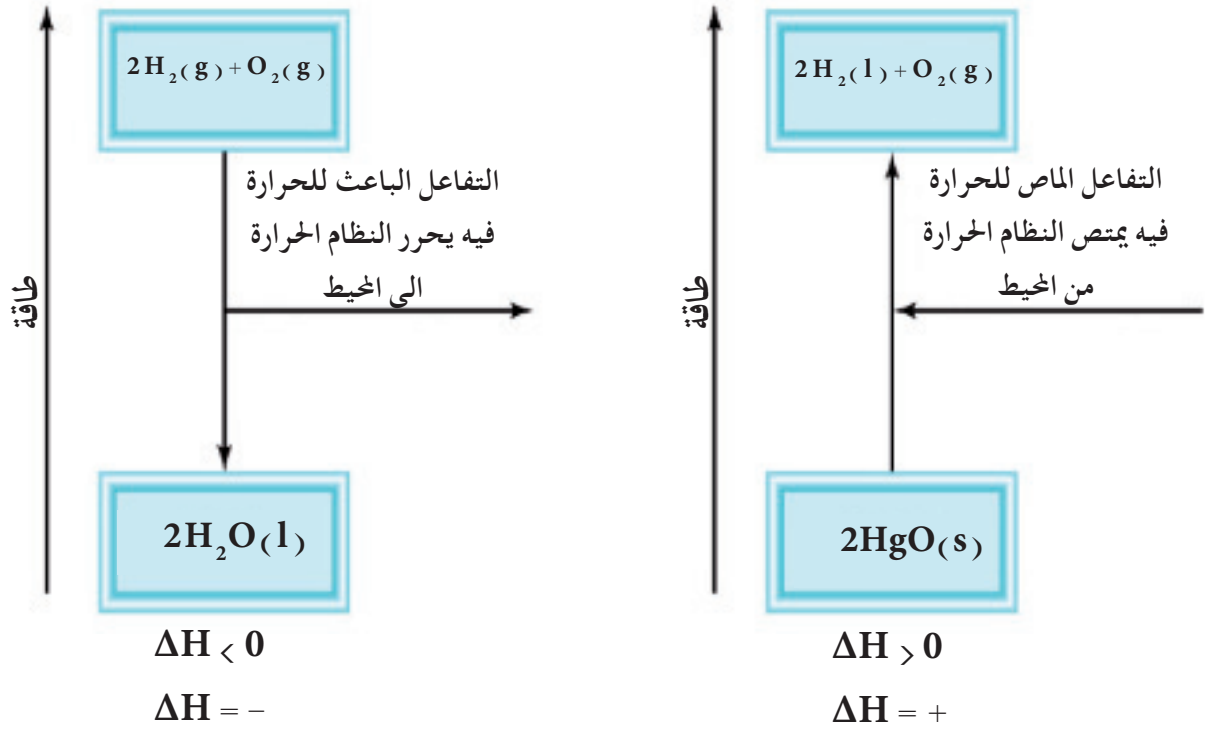 2H₂(g) + O₂(g)
التفاعل الباعث للحرارة
فيه يحرر النظام الحرارة
الى المحيط
طاقة
2H₂O(l)
ΔH < 0
ΔH = −
2H₂(l) + O₂(g)
التفاعل الماص للحرارة
فيه يمتص النظام الحرارة
من المحيط
طاقة
2HgO(s)
ΔH > 0
ΔH = +